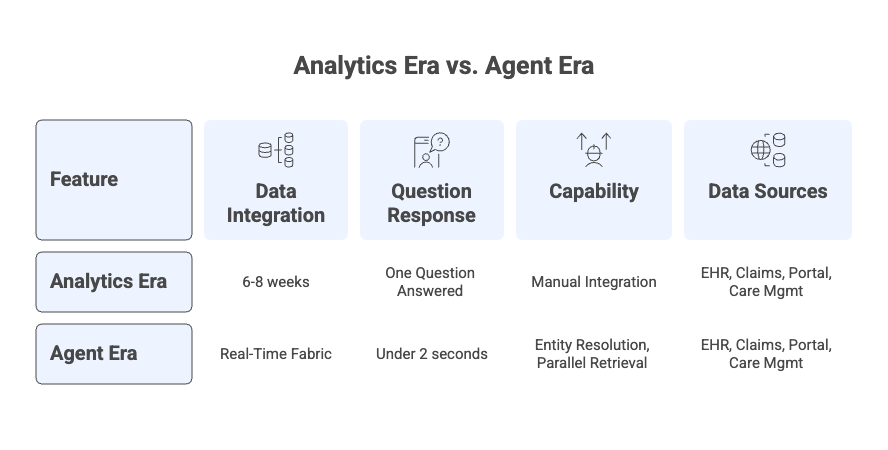 Analytics Era vs. Agent Era
Feature
Data
Integration
Question
Response
Capability
Data Sources
Analytics Era
6-8 weeks
One Question
Answered
Manual Integration
EHR, Claims, Portal,
Care Mgmt
Agent Era
Real-Time Fabric
Under 2 seconds
Entity Resolution,
Parallel Retrieval
EHR, Claims, Portal,
Care Mgmt